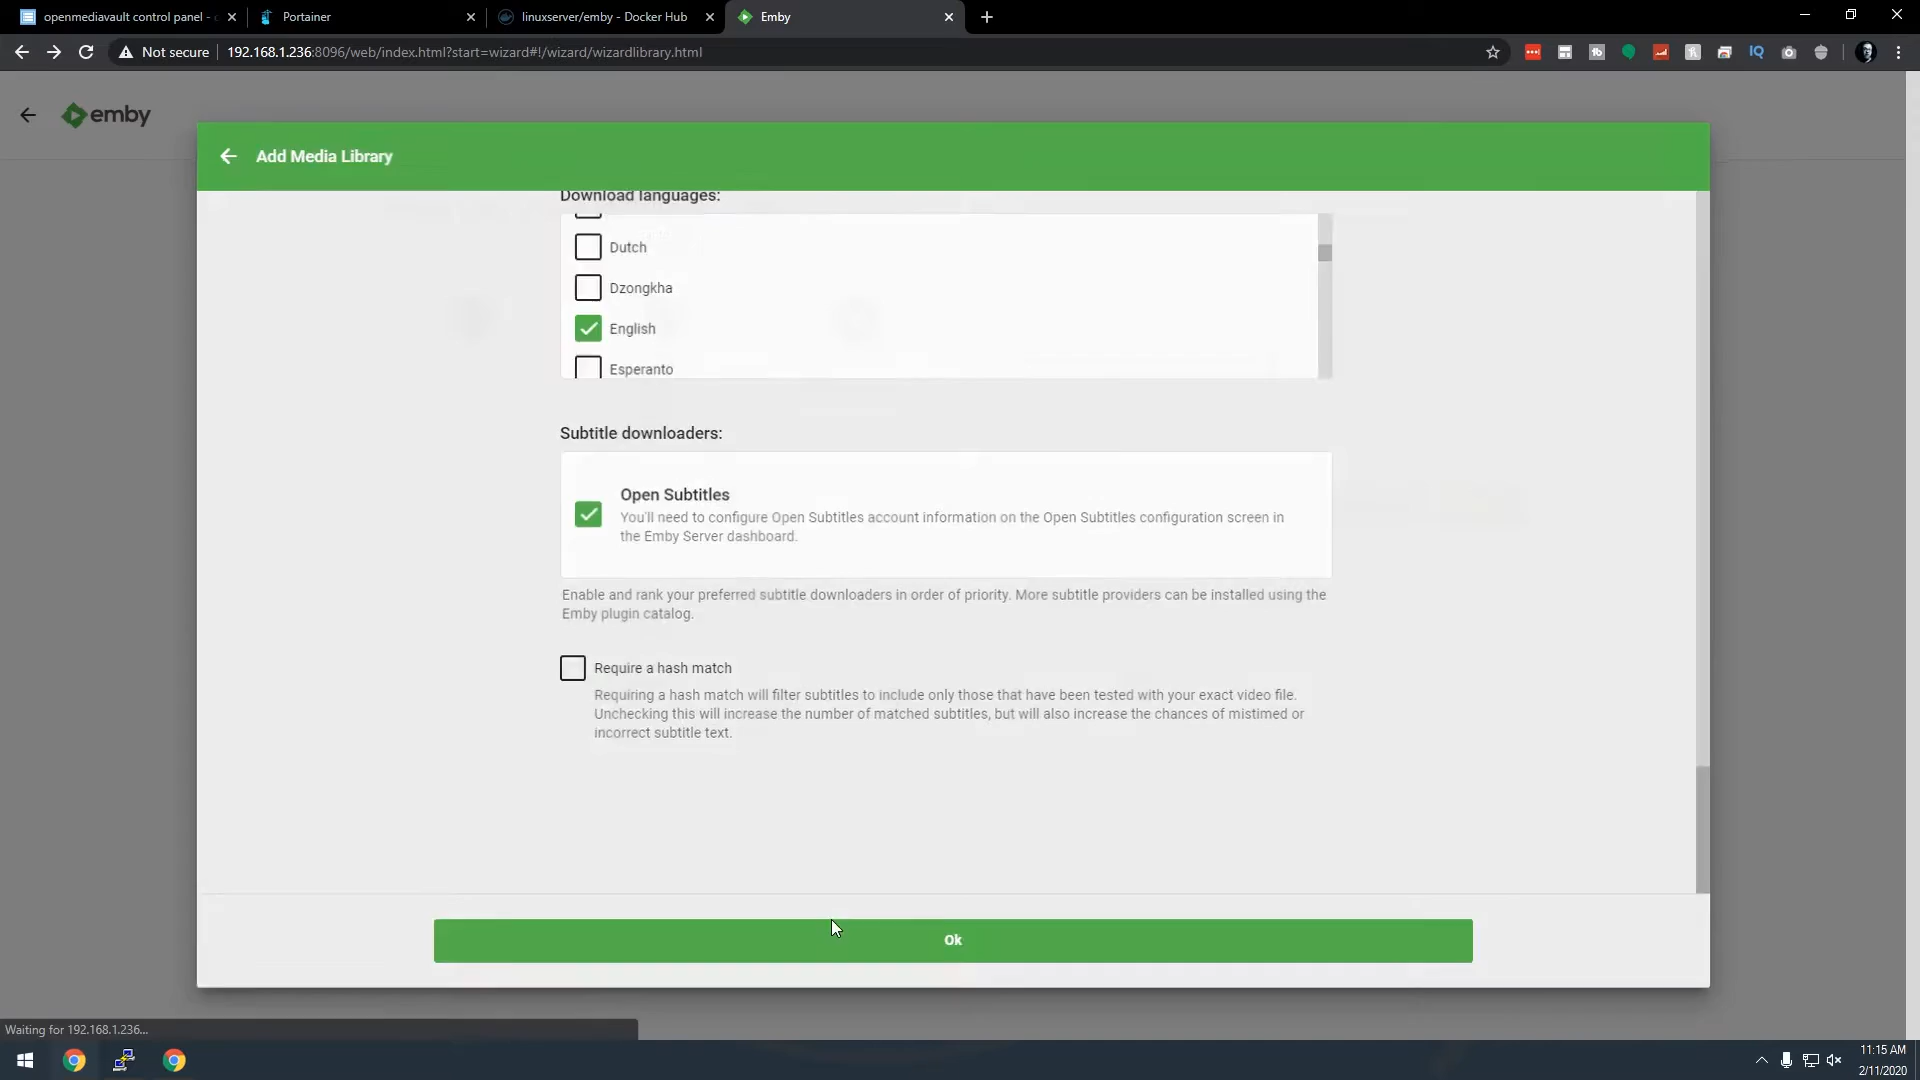 openmediavault control panel -
Portainer
linuxserver/emby - Docker Hub
Emby
Not secure
192.168.1.236:8096/web/index.html?start=wizard#!/wizard/wizardlibrary.html
emby
Add Media Library
Download languages:
Dutch
Dzongkha
English
Esperanto
Subtitle downloaders:
Open Subtitles
You'll need to configure Open Subtitles account information on the Open Subtitles configuration screen in
the Emby Server dashboard.
Enable and rank your preferred subtitle downloaders in order of priority. More subtitle providers can be installed using the
Emby plugin catalog.
Require a hash match
Requiring a hash match will filter subtitles to include only those that have been tested with your exact video file.
Unchecking this will increase the number of matched subtitles, but will also increase the chances of mistimed or
incorrect subtitle text.
Ok
Waiting for 192.168.1.236...
11:15 AM
2/11/2020